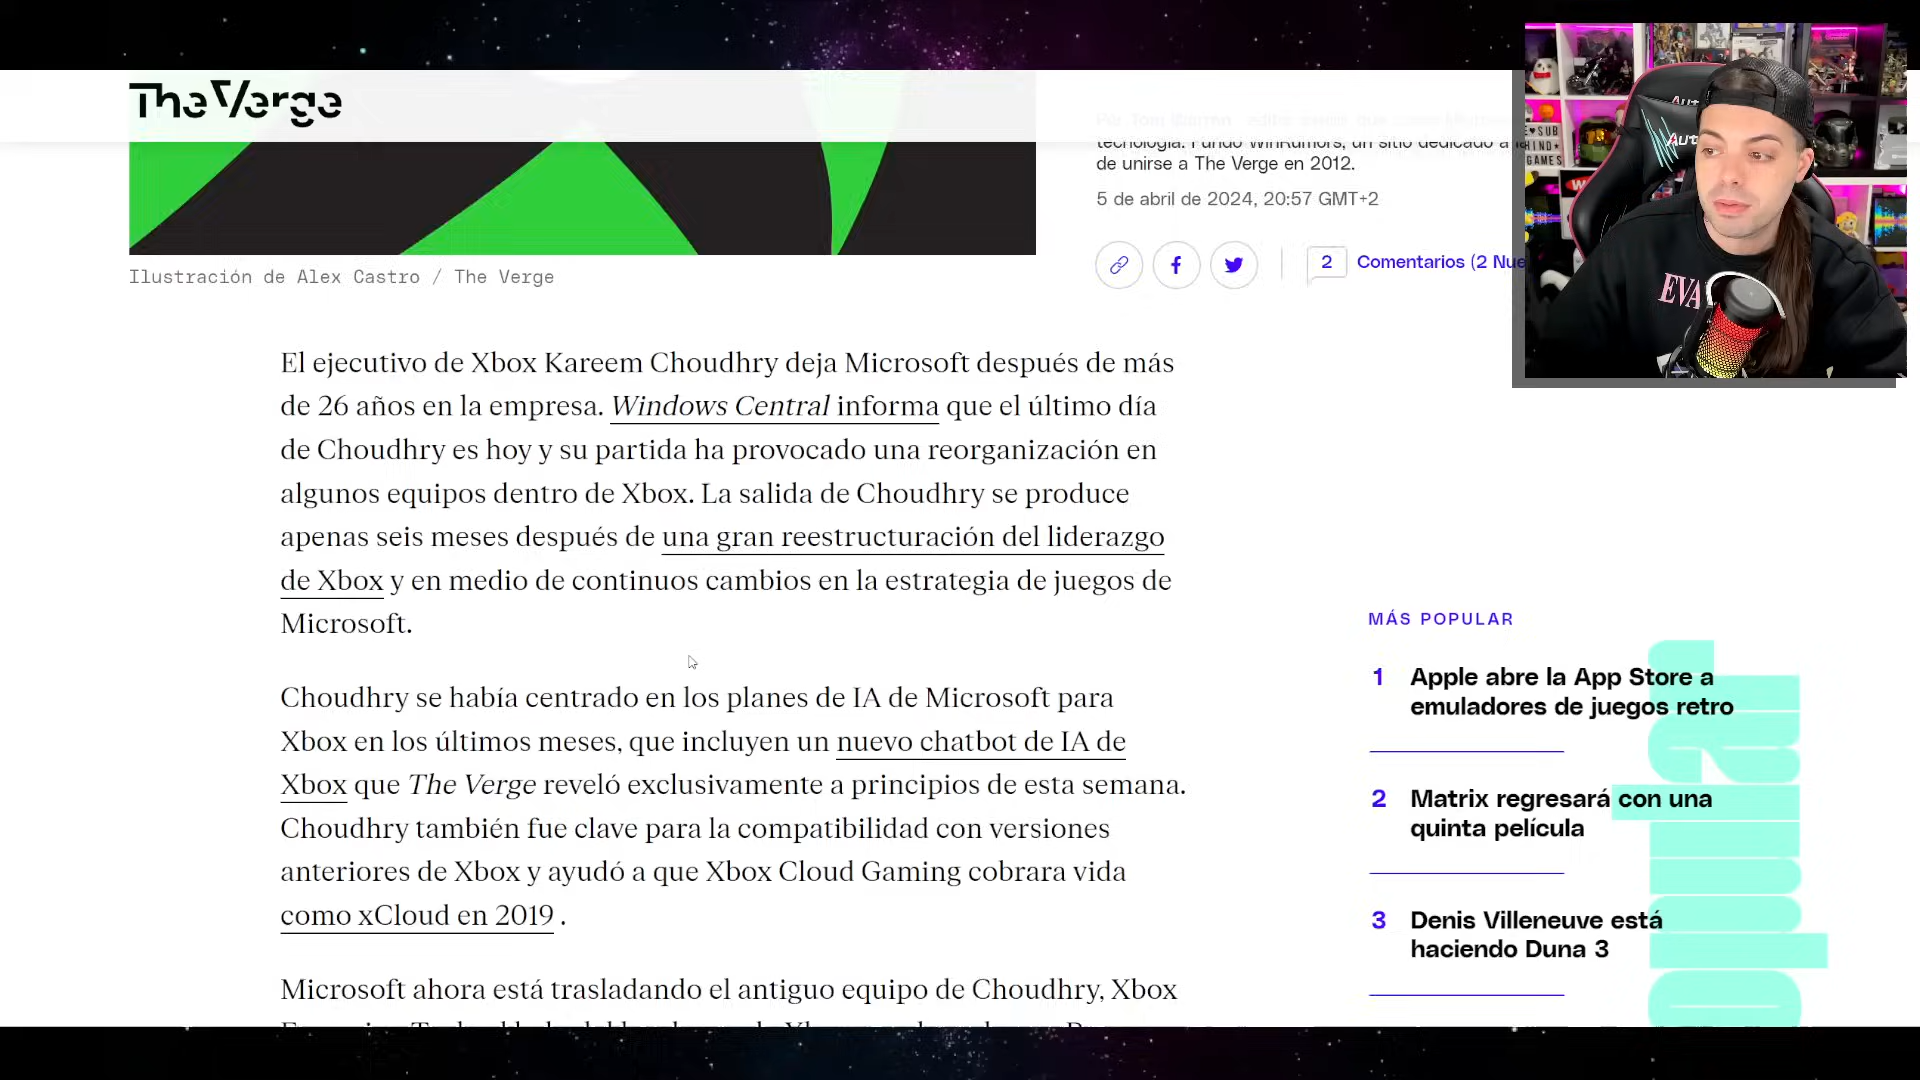 The Verge
tecnología. Fundó WinRumors, un sitio dedicado a
de unirse a The Verge en 2012.
5 de abril de 2024, 20:57 GMT+2
2 Comentarios (2 Nue
Ilustración de Alex Castro / The Verge
El ejecutivo de Xbox Kareem Choudhry deja Microsoft después de más
de 26 años en la empresa. Windows Central informa que el último día
de Choudhry es hoy y su partida ha provocado una reorganización en
algunos equipos dentro de Xbox. La salida de Choudhry se produce
apenas seis meses después de una gran reestructuración del liderazgo
de Xbox y en medio de continuos cambios en la estrategia de juegos de
Microsoft.
Choudhry se había centrado en los planes de IA de Microsoft para
Xbox en los últimos meses, que incluyen un nuevo chatbot de IA de
Xbox que The Verge reveló exclusivamente a principios de esta semana.
Choudhry también fue clave para la compatibilidad con versiones
anteriores de Xbox y ayudó a que Xbox Cloud Gaming cobrara vida
como xCloud en 2019 .
Microsoft ahora está trasladando el antiguo equipo de Choudhry, Xbox
MÁS POPULAR
1 Apple abre la App Store a
emuladores de juegos retro
2 Matrix regresará con una
quinta película
3 Denis Villeneuve está
haciendo Duna 3
SUB
GAMES
EVA